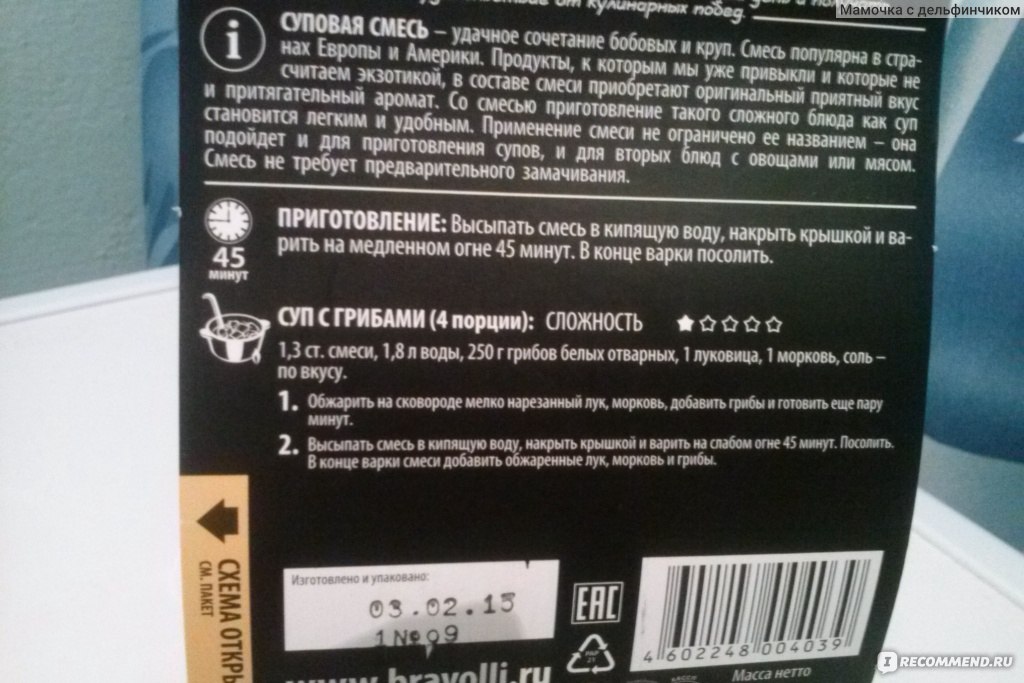 Мамочка с дельфинчиком
от кулинарных побед.
СУПОВАЯ СМЕСЬ – удачное сочетание бобовых и круп. Смесь популярна в стра-
нах Европы и Америки. Продукты, к которым мы уже привыкли и которые не
считаем экзотикой, в составе смеси приобретают оригинальный приятный вкус
и притягательный аромат. Со смесью приготовление такого сложного блюда как суп
становится легким и удобным. Применение смеси не ограничено ее названием – она
подойдет и для приготовления супов, и для вторых блюд с овощами или мясом.
Смесь не требует предварительного замачивания.
ПРИГОТОВЛЕНИЕ: Высыпать смесь в кипящую воду, накрыть крышкой и ва-
рить на медленном огне 45 минут. В конце варки посолить.
45
минут
СУП С ГРИБАМИ (4 порции): СЛОЖНОСТЬ
1,3 ст. смеси, 1,8 л воды, 250 г грибов белых отварных, 1 луковица, 1 морковь, соль –
по вкусу.
1. Обжарить на сковороде мелко нарезанный лук, морковь, добавить грибы и готовить еще пару
минут.
2. Высыпать смесь в кипящую воду, накрыть крышкой и варить на слабом огне 45 минут. Посолить.
В конце варки смеси добавить обжаренные лук, морковь и грибы.
СХЕМА ОТКРЫ
СМ. ПАКЕТ
Изготовлено и упаковано:
03.02.15
1№09
EAC
PAP
21
4 602248 004039
www.bravolli.ru
Масса нетто
IRECOMMEND.RU